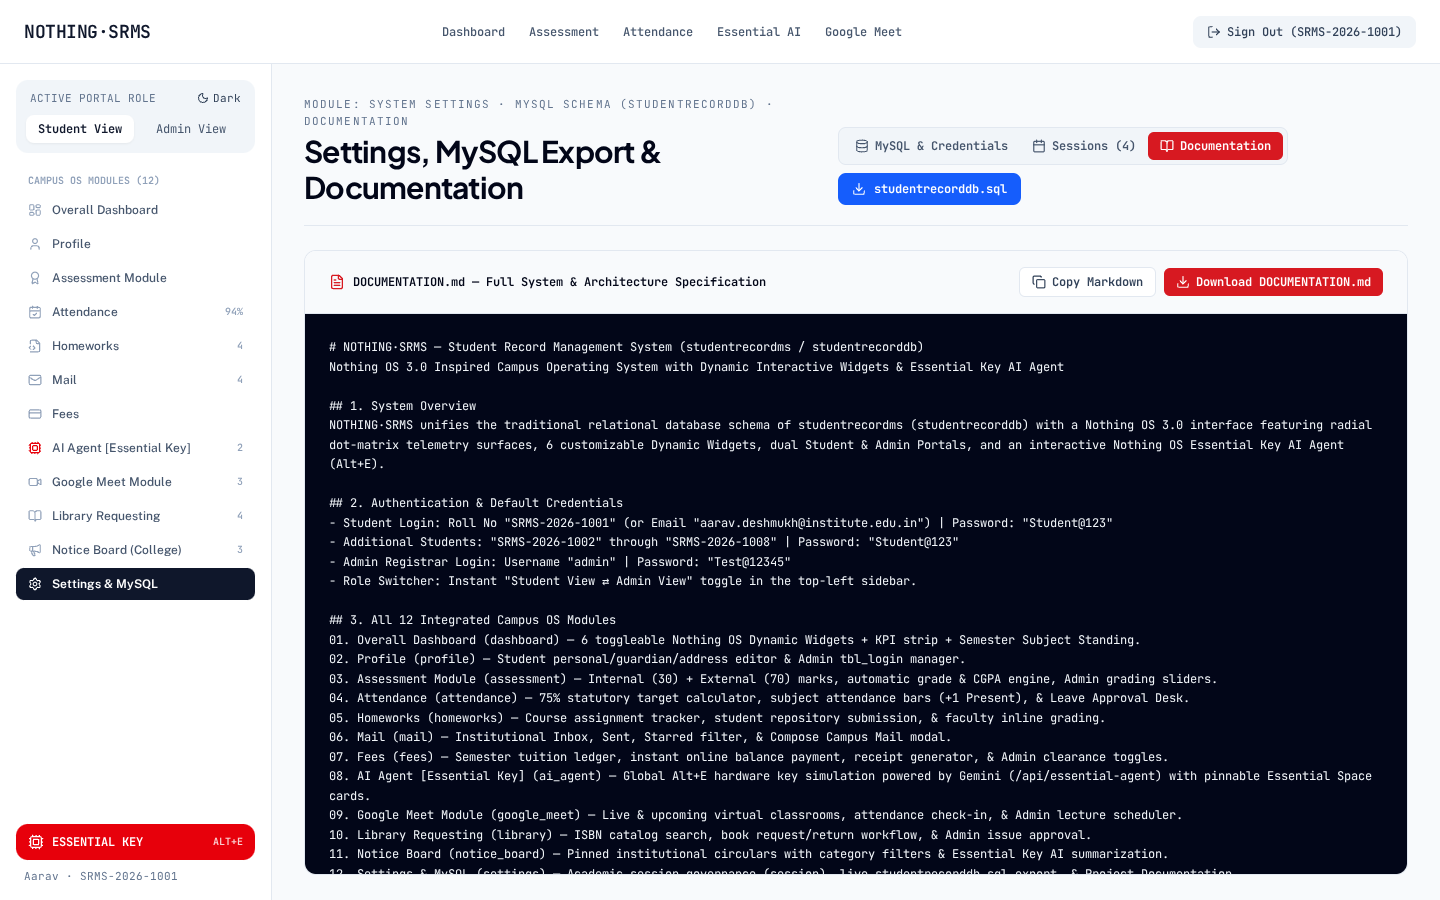 NOTHING·SRMS
Dashboard
Assessment
Attendance
Essential AI
Google Meet
Sign Out (SRMS-2026-1001)
ACTIVE PORTAL ROLE
Dark
Student View
Admin View
CAMPUS OS MODULES (12)
Overall Dashboard
Profile
Assessment Module
Attendance 94%
Homeworks 4
Mail 4
Fees
AI Agent [Essential Key] 2
Google Meet Module 3
Library Requesting 4
Notice Board (College) 3
Settings & MySQL
ESSENTIAL KEY ALT+E
Aarav · SRMS-2026-1001
MODULE: SYSTEM SETTINGS · MYSQL SCHEMA (STUDENTRECORDDB) ·
DOCUMENTATION
Settings, MySQL Export &
Documentation
MySQL & Credentials
Sessions (4)
Documentation
studentrecorddb.sql
DOCUMENTATION.md — Full System & Architecture Specification
Copy Markdown
Download DOCUMENTATION.md
# NOTHING·SRMS — Student Record Management System (studentrecordms / studentrecorddb)
Nothing OS 3.0 Inspired Campus Operating System with Dynamic Interactive Widgets & Essential Key AI Agent
## 1. System Overview
NOTHING·SRMS unifies the traditional relational database schema of studentrecordms (studentrecorddb) with a Nothing OS 3.0 interface featuring radial
dot-matrix telemetry surfaces, 6 customizable Dynamic Widgets, dual Student & Admin Portals, and an interactive Nothing OS Essential Key AI Agent
(Alt+E).
## 2. Authentication & Default Credentials
- Student Login: Roll No "SRMS-2026-1001" (or Email "aarav.deshmukh@institute.edu.in") | Password: "Student@123"
- Additional Students: "SRMS-2026-1002" through "SRMS-2026-1008" | Password: "Student@123"
- Admin Registrar Login: Username "admin" | Password: "Test@12345"
- Role Switcher: Instant "Student View ⇄ Admin View" toggle in the top-left sidebar.
## 3. All 12 Integrated Campus OS Modules
01. Overall Dashboard (dashboard) — 6 toggleable Nothing OS Dynamic Widgets + KPI strip + Semester Subject Standing.
02. Profile (profile) — Student personal/guardian/address editor & Admin tbl_login manager.
03. Assessment Module (assessment) — Internal (30) + External (70) marks, automatic grade & CGPA engine, Admin grading sliders.
04. Attendance (attendance) — 75% statutory target calculator, subject attendance bars (+1 Present), & Leave Approval Desk.
05. Homeworks (homeworks) — Course assignment tracker, student repository submission, & faculty inline grading.
06. Mail (mail) — Institutional Inbox, Sent, Starred filter, & Compose Campus Mail modal.
07. Fees (fees) — Semester tuition ledger, instant online balance payment, receipt generator, & Admin clearance toggles.
08. AI Agent [Essential Key] (ai_agent) — Global Alt+E hardware key simulation powered by Gemini (/api/essential-agent) with pinnable Essential Space
cards.
09. Google Meet Module (google_meet) — Live & upcoming virtual classrooms, attendance check-in, & Admin lecture scheduler.
10. Library Requesting (library) — ISBN catalog search, book request/return workflow, & Admin issue approval.
11. Notice Board (notice_board) — Pinned institutional circulars with category filters & Essential Key AI summarization.
12. Settings & MySQL (settings) — Academic session governance (session), live studentrecorddb.sql export, & Project Documentation.